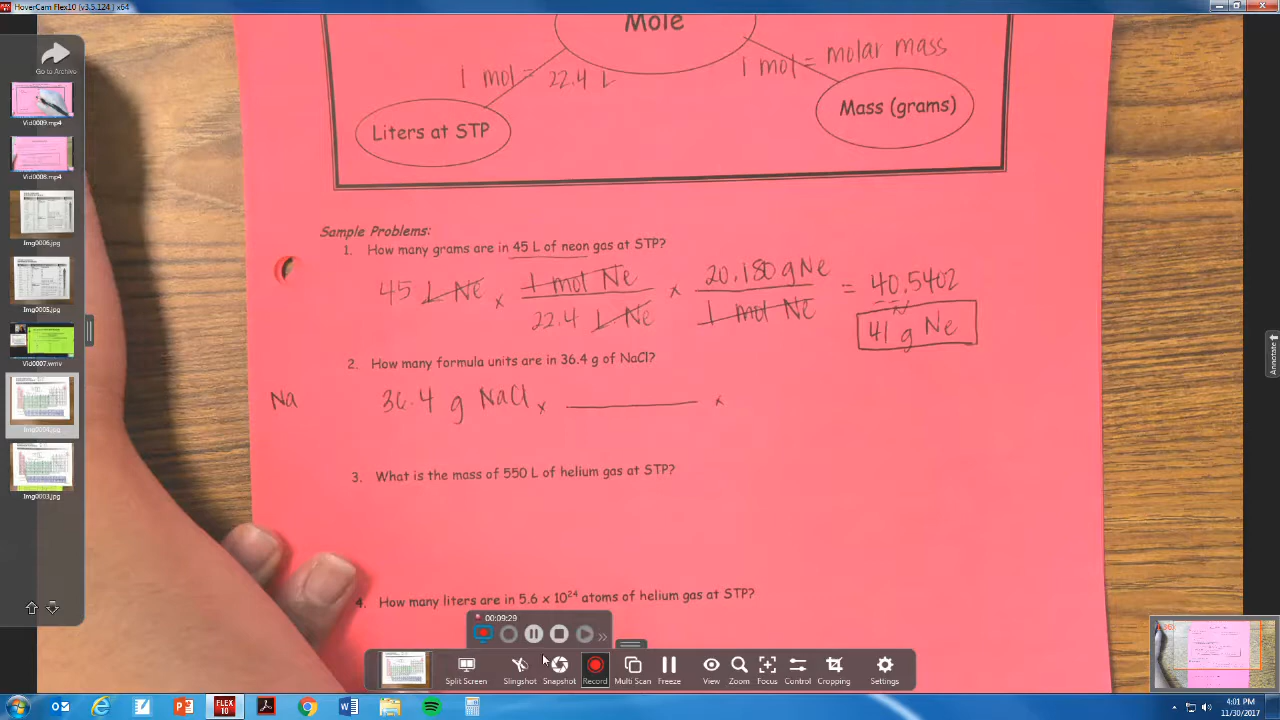 HoverCam Flex10 (v3.5.124) x64
Go to Archive
Vid0009.mp4
Vid0008.mp4
Img0006.jpg
Img0005.jpg
Vid0007.wmv
Img0004.jpg
Img0003.jpg
Mole
1 mol = 22.4 L
1 mol = molar mass
Liters at STP
Mass (grams)
Sample Problems:
1. How many grams are in 45 L of neon gas at STP?
45 L Ne x 1 mol Ne / 22.4 L Ne x 20.180 g Ne / 1 mol Ne = 40.5402
41 g Ne
2. How many formula units are in 36.4 g of NaCl?
Na 36.4 g NaCl x x
3. What is the mass of 550 L of helium gas at STP?
4. How many liters are in 5.6 x 10²⁴ atoms of helium gas at STP?
00:09:29
Split Screen Slingshot Snapshot Record Multi Scan Freeze View Zoom Focus Control Cropping Settings
Annotate
FLEX 10
4:01 PM
11/30/2017